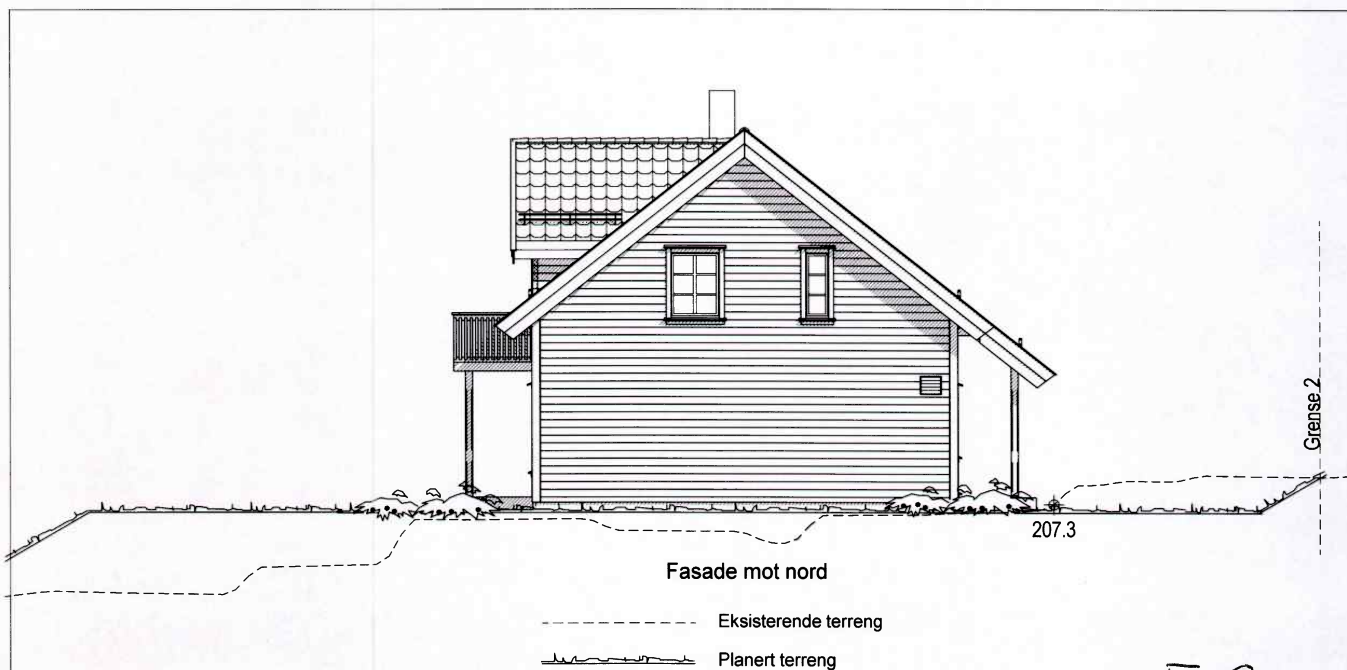 Grense 2
207.3
Fasade mot nord
Eksisterende terreng
Planert terreng